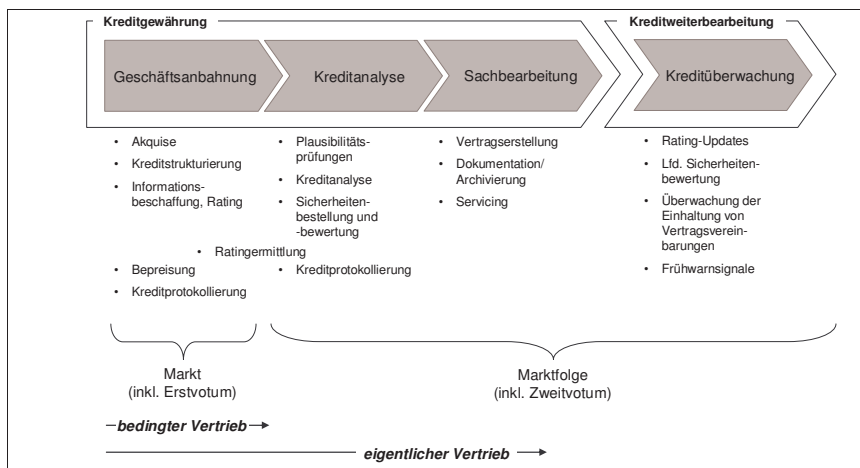 Kreditgewährung
Kreditweiterbearbeitung
Geschäftsanbahnung
Kreditanalyse
Sachbearbeitung
Kreditüberwachung
• Akquise
• Kreditstrukturierung
• Informations-
beschaffung, Rating
• Plausibilitäts-
prüfungen
• Kreditanalyse
• Sicherheiten-
bestellung und
-bewertung
• Vertragserstellung
• Dokumentation/
Archivierung
• Servicing
• Rating-Updates
• Lfd. Sicherheiten-
bewertung
• Überwachung der
Einhaltung von
Vertragsverein-
barungen
• Frühwarnsignale
• Ratingermittlung
• Bepreisung
• Kreditprotokollierung
• Kreditprotokollierung
Markt
(inkl. Erstvotum)
Marktfolge
(inkl. Zweitvotum)
bedingter Vertrieb
eigentlicher Vertrieb